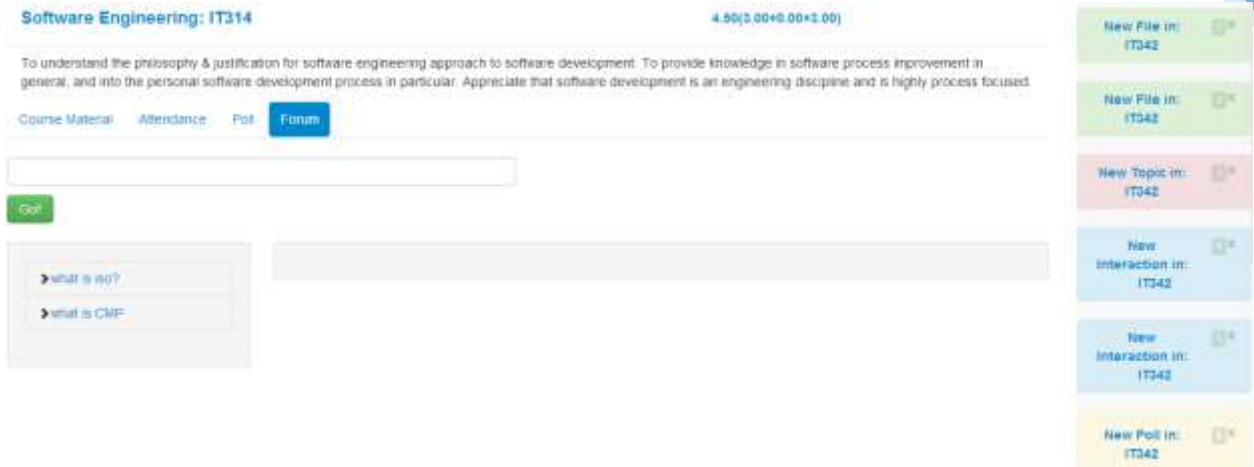 Software Engineering: IT314
4.50(3.00+0.00+3.00)
To understand the philosophy & justification for software engineering approach to software development. To provide knowledge in software process improvement in
general, and into the personal software development process in particular. Appreciate that software development is an engineering discipline and is highly process focused.
Course Material Attendance Poll Forum
Go!
what is iso?
what is CMF
New File in:
IT342
New File in:
IT342
New Topic in:
IT342
New
Interaction in:
IT342
New
Interaction in:
IT342
New Poll in:
IT342